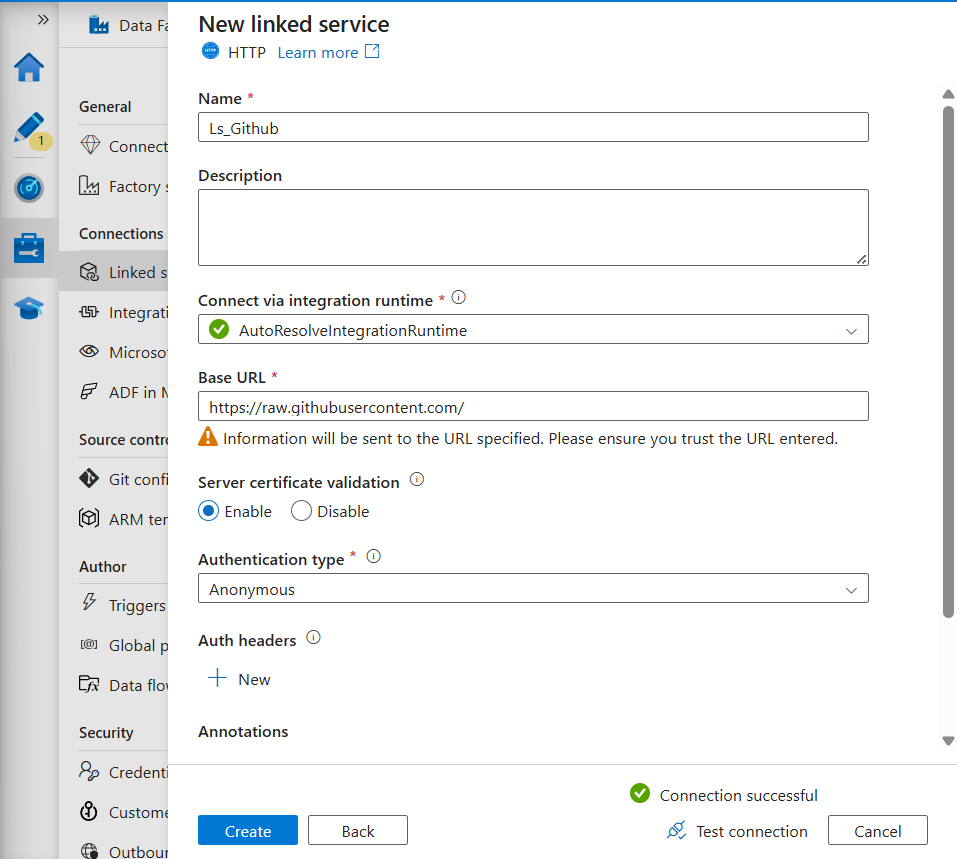 Data Fa
1
General
Connect
Factory s
Connections
Linked s
Integrati
Microso
ADF in M
Source contro
Git confi
ARM ter
Author
Triggers
Global p
Data flov
Security
Credenti
Custome
Outbour
New linked service
HTTP Learn more
Name *
Ls_Github
Description
Connect via integration runtime *
AutoResolveIntegrationRuntime
Base URL *
https://raw.githubusercontent.com/
Information will be sent to the URL specified. Please ensure you trust the URL entered.
Server certificate validation
Enable Disable
Authentication type *
Anonymous
Auth headers
New
Annotations
Connection successful
Create Back Test connection Cancel